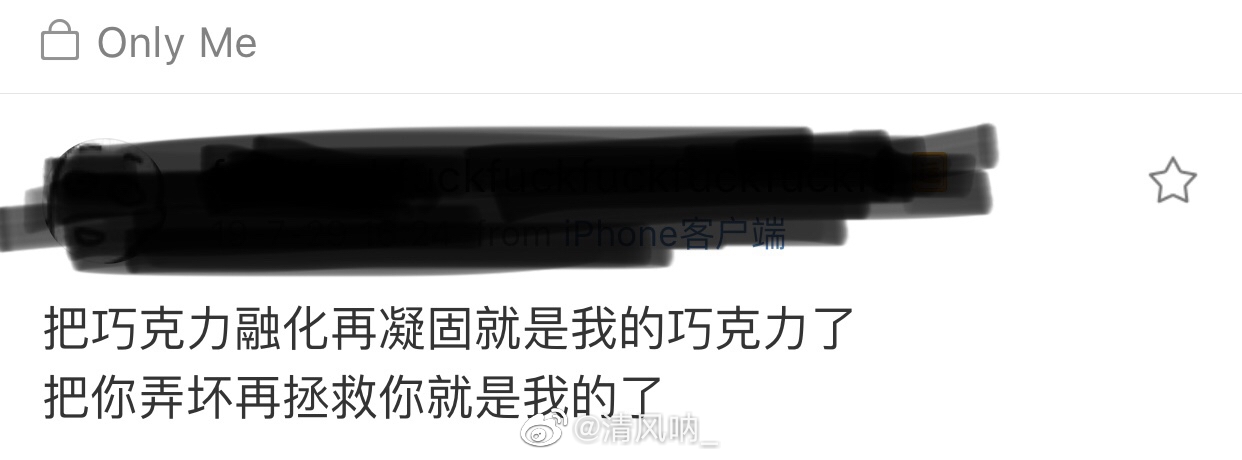 Only Me
from iPhone客户端
把巧克力融化再凝固就是我的巧克力了
把你弄坏再拯救你就是我的了
@清风呐_